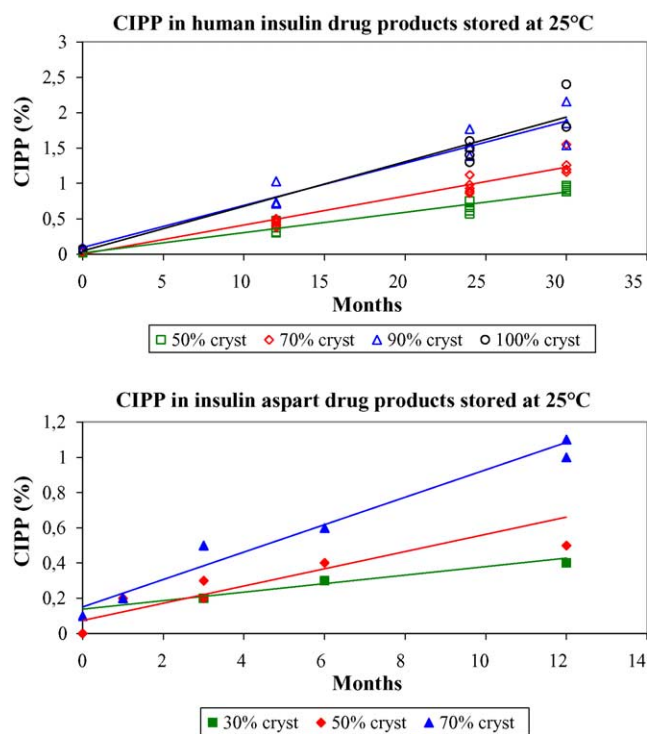 CIPP in human insulin drug products stored at 25°C
3
2,5
2
1,5
1
0,5
0
CIPP (%)
0 5 10 15 20 25 30 35
Months
50% cryst 70% cryst 90% cryst 100% cryst
CIPP in insulin aspart drug products stored at 25°C
1,2
1
0,8
0,6
0,4
0,2
0
CIPP (%)
0 2 4 6 8 10 12 14
Months
30% cryst 50% cryst 70% cryst